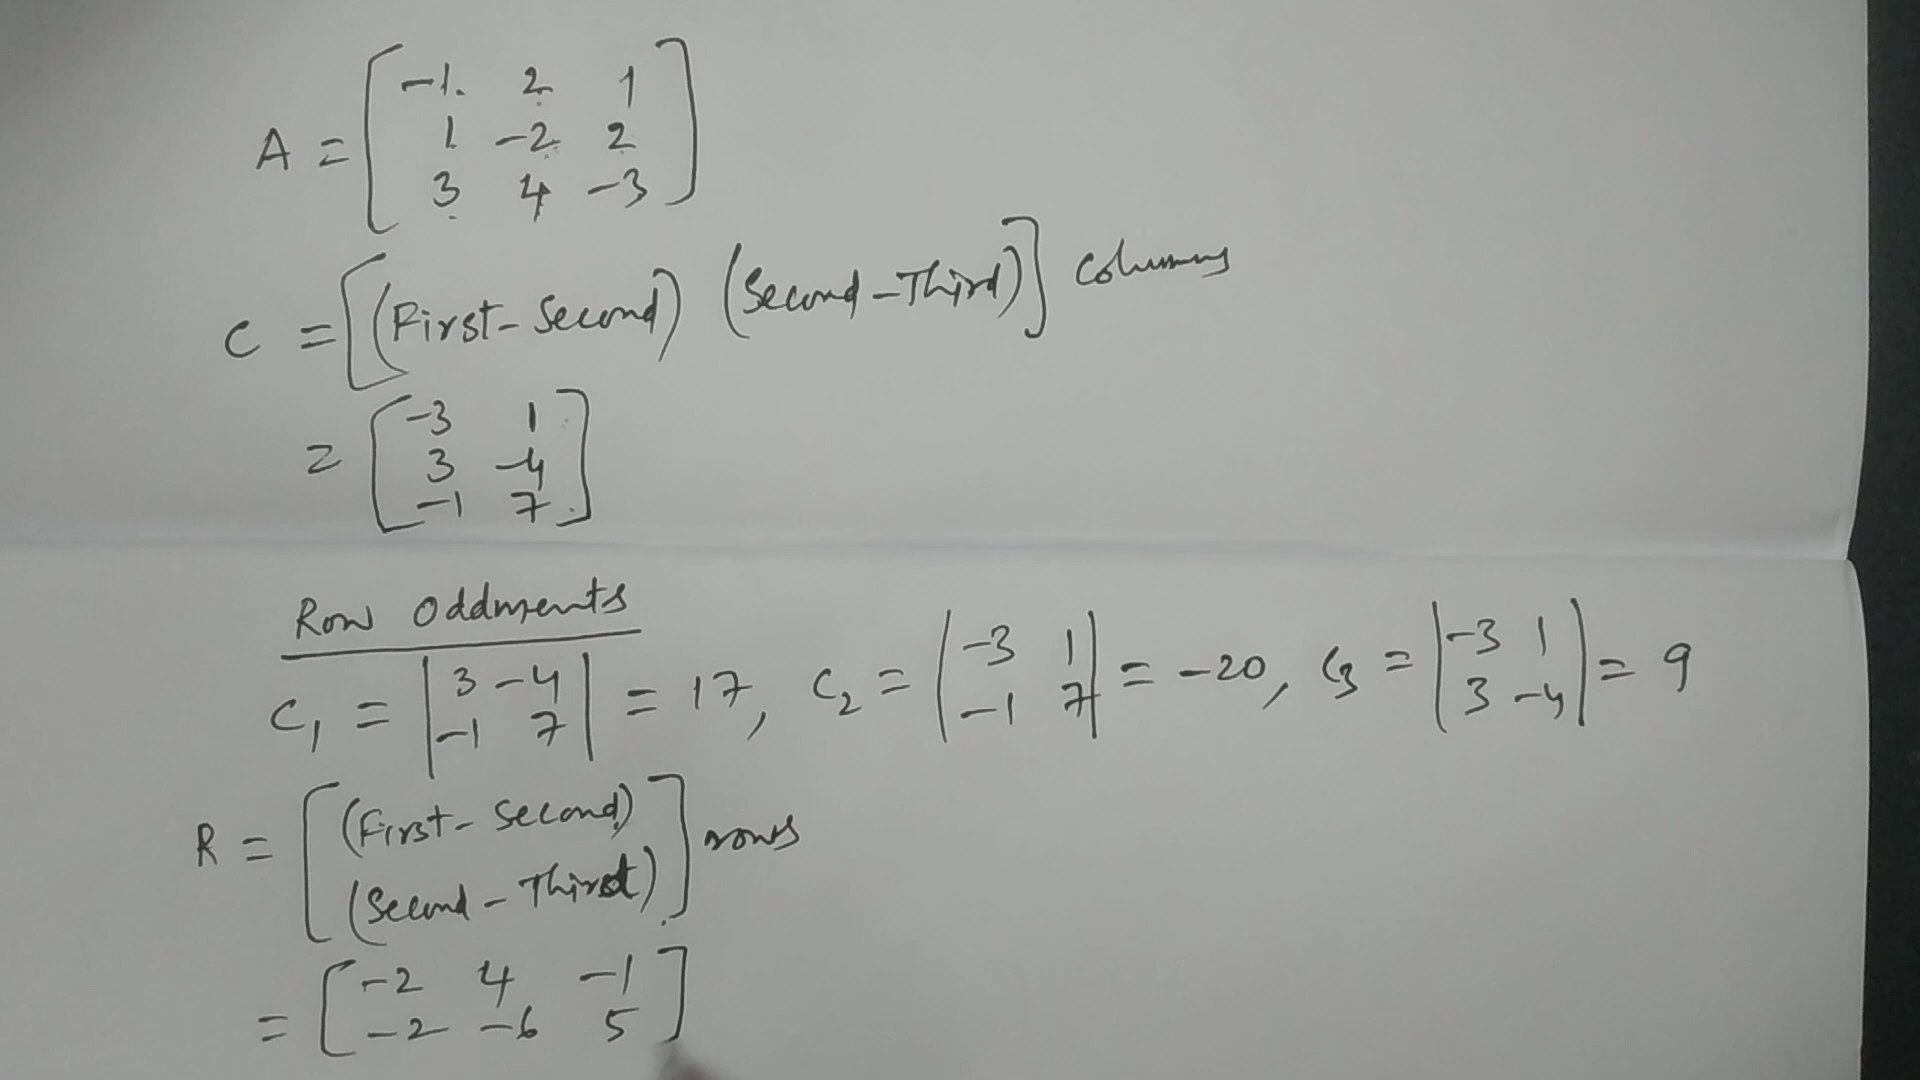 A = [ -1 2 1
1 -2 2
3 4 -3 ]
C = [(First - Second) (Second - Third)] columns
= [ -3 1
3 -4
-1 7 ]
Row Oddments
C₁ = | 3 -4 ; -1 7 | = 17, C₂ = | -3 1 ; -1 7 | = -20, C₃ = | -3 1 ; 3 -4 | = 9
R = [ (First - Second)
(Second - Third) ] rows
= [ -2 4 -1
-2 -6 5 ]